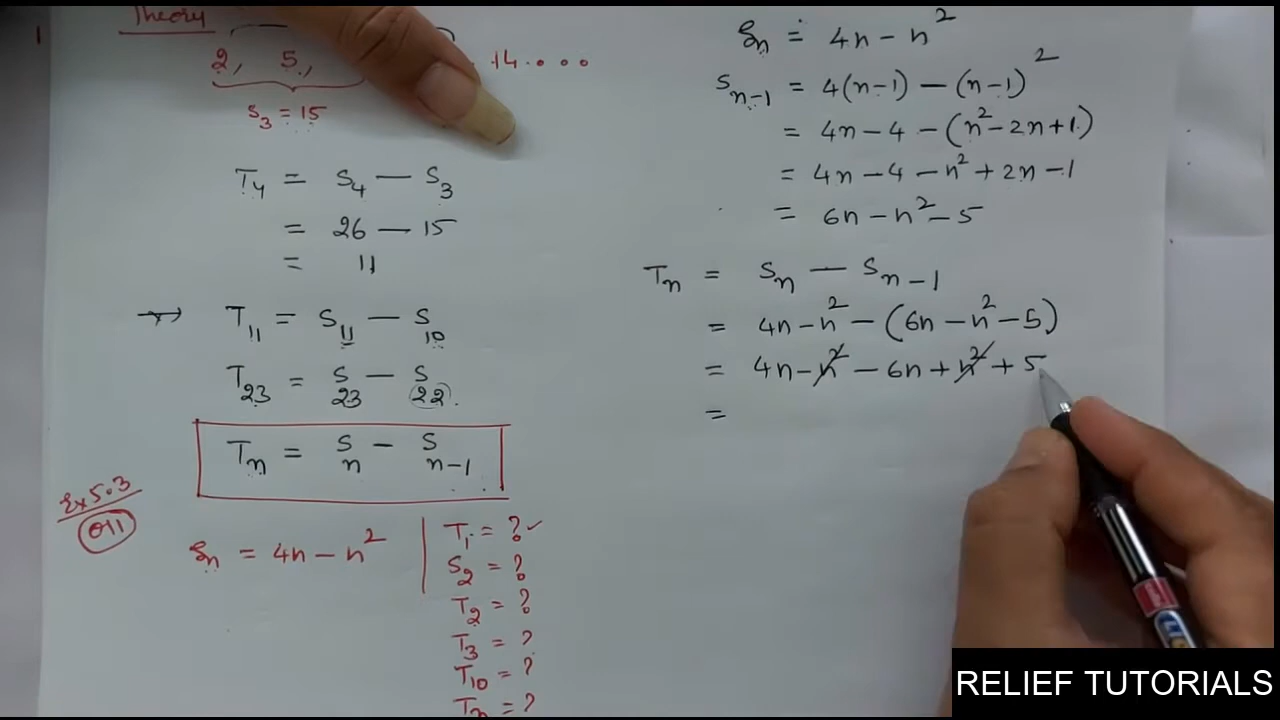 Theory
2, 5, 14....
S₃ = 15
T₄ = S₄ — S₃
= 26 — 15
= 11
T₁₁ = S₁₁ — S₁₀
T₂₃ = S₂₃ — S₂₂.
Tₙ = Sₙ — Sₙ₋₁
Ex 5.3
Q11
Sₙ = 4n — n²
T₁ = ? ✓
S₂ = ?
T₂ = ?
T₃ = ?
T₁₀ = ?
Tₙ = ?
Sₙ = 4n — n²
Sₙ₋₁ = 4(n—1) — (n—1)²
= 4n — 4 — (n² — 2n + 1)
= 4n — 4 — n² + 2n — 1
= 6n — n² — 5
Tₙ = Sₙ — Sₙ₋₁
= 4n — n² — (6n — n² — 5)
= 4n — n² — 6n + n² + 5
=
RELIEF TUTORIALS